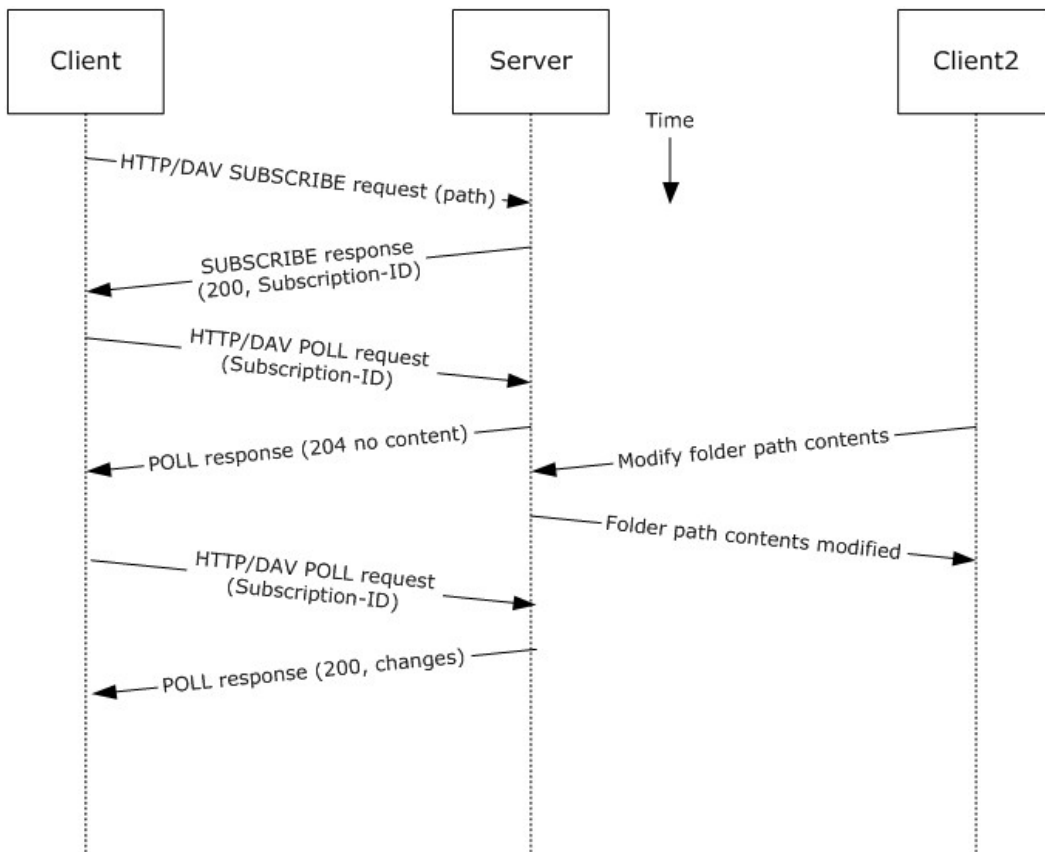 Client
Server
Client2
Time
HTTP/DAV SUBSCRIBE request (path)
SUBSCRIBE response
(200, Subscription-ID)
HTTP/DAV POLL request
(Subscription-ID)
POLL response (204 no content)
Modify folder path contents
Folder path contents modified
HTTP/DAV POLL request
(Subscription-ID)
POLL response (200, changes)